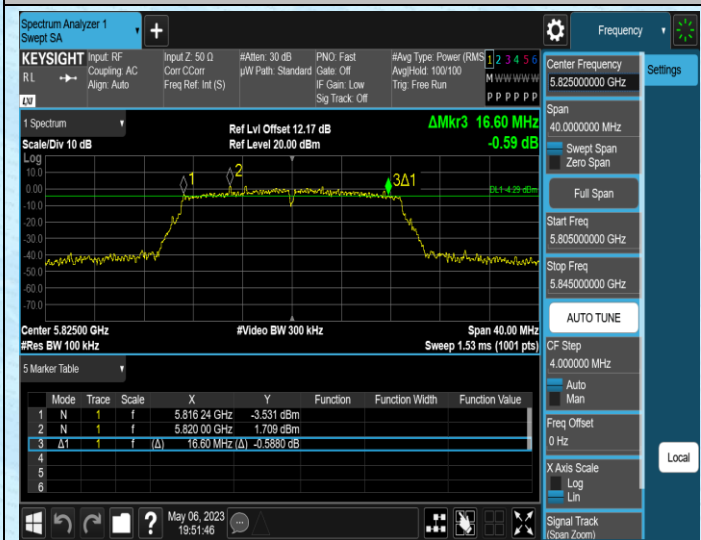 Spectrum Analyzer 1
Swept SA
+
Frequency
KEYSIGHT
RL
LXI
Input: RF
Coupling: AC
Align: Auto
Input Z: 50 Ω
Corr CCorr
Freq Ref: Int (S)
#Atten: 30 dB
µW Path: Standard
PNO: Fast
Gate: Off
IF Gain: Low
Sig Track: Off
#Avg Type: Power (RMS
Avg|Hold: 100/100
Trig: Free Run
1 2 3 4 5 6
M W W W W W
P P P P P P
Center Frequency
5.825000000 GHz
Settings
Span
40.0000000 MHz
Swept Span
Zero Span
Full Span
Start Freq
5.805000000 GHz
Stop Freq
5.845000000 GHz
AUTO TUNE
CF Step
4.000000 MHz
Auto
Man
Freq Offset
0 Hz
X Axis Scale
Log
Lin
Signal Track
(Span Zoom)
Local
1 Spectrum
Scale/Div 10 dB
Log
Ref Lvl Offset 12.17 dB
Ref Level 20.00 dBm
ΔMkr3 16.60 MHz
-0.59 dB
10.0
0.00
-10.0
-20.0
-30.0
-40.0
-50.0
-60.0
-70.0
1
2
3Δ1
DL1 -4.29 dBm
Center 5.82500 GHz
#Res BW 100 kHz
#Video BW 300 kHz
Span 40.00 MHz
Sweep 1.53 ms (1001 pts)
5 Marker Table
Mode Trace Scale X Y Function Function Width Function Value
1 N 1 f 5.816 24 GHz -3.531 dBm
2 N 1 f 5.820 00 GHz 1.709 dBm
3 Δ1 1 f (Δ) 16.60 MHz (Δ) -0.5880 dB
4
5
6
?
May 06, 2023
19:51:46